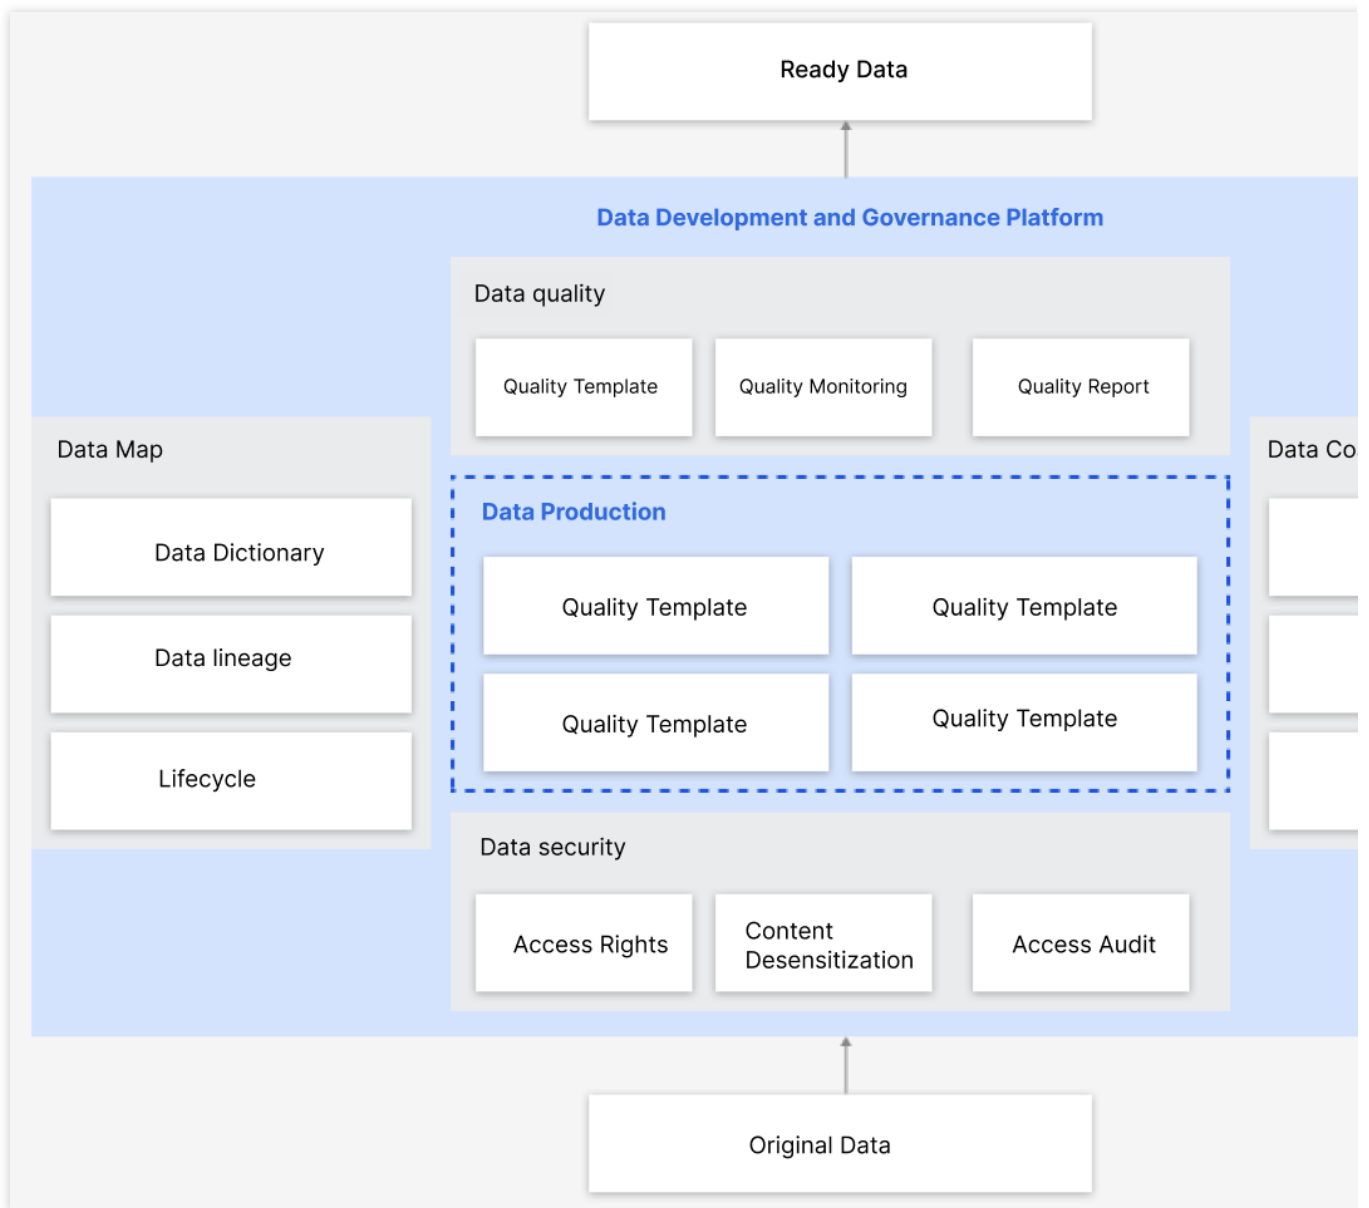 Ready Data
Data Development and Governance Platform
Data quality
Quality Template
Quality Monitoring
Quality Report
Data Map
Data Dictionary
Data lineage
Lifecycle
Data Production
Quality Template
Quality Template
Quality Template
Quality Template
Data Co
Data security
Access Rights
Content
Desensitization
Access Audit
Original Data